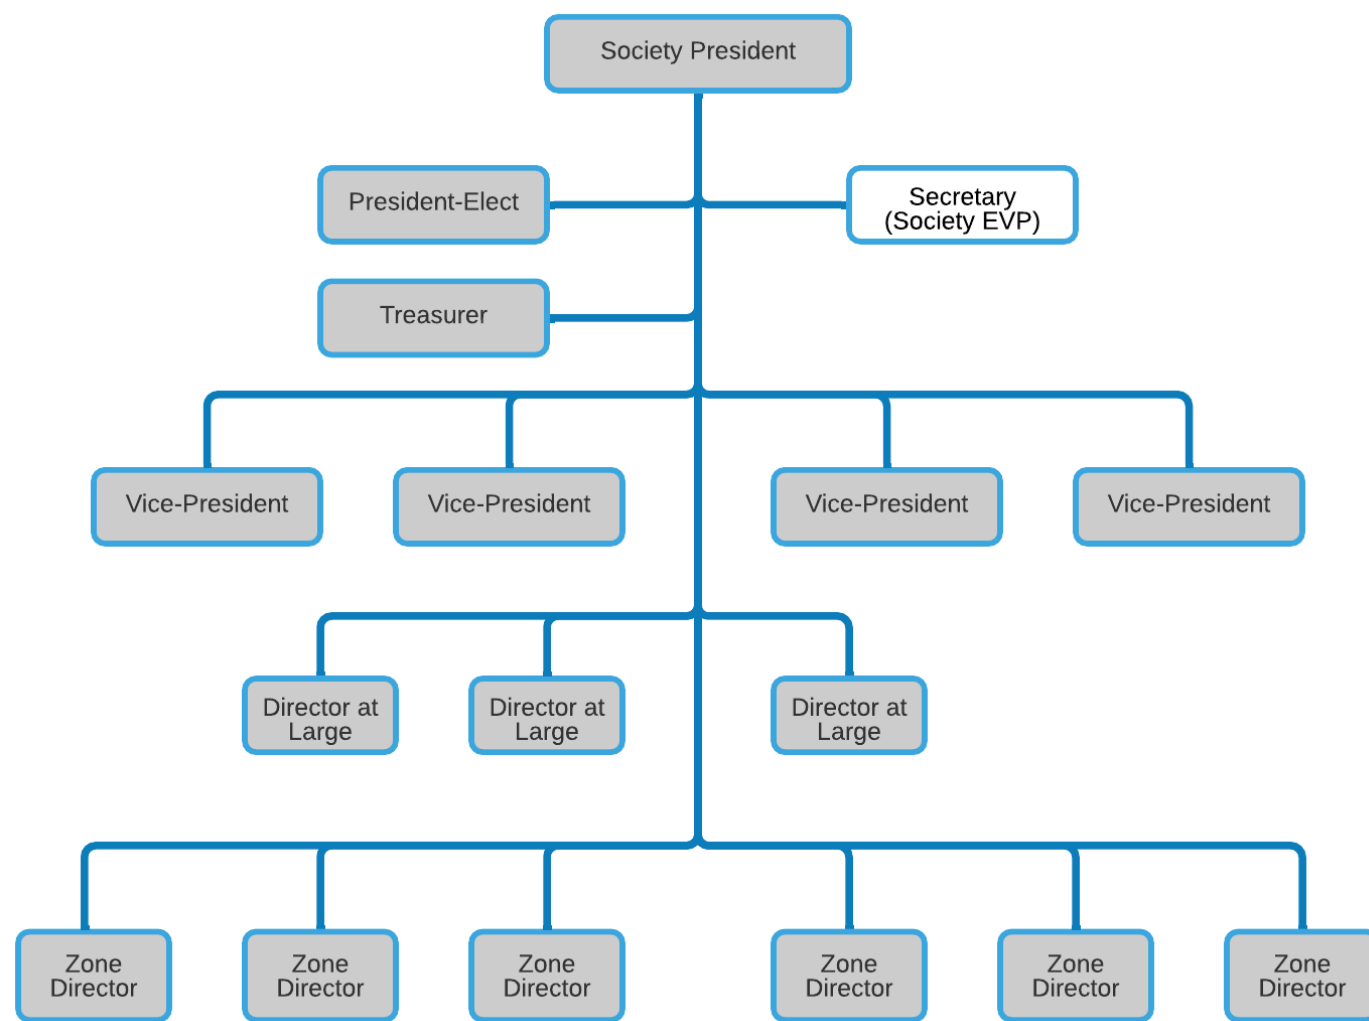 Society President
President-Elect
Secretary
(Society EVP)
Treasurer
Vice-President
Vice-President
Vice-President
Vice-President
Director at
Large
Director at
Large
Director at
Large
Zone
Director
Zone
Director
Zone
Director
Zone
Director
Zone
Director
Zone
Director